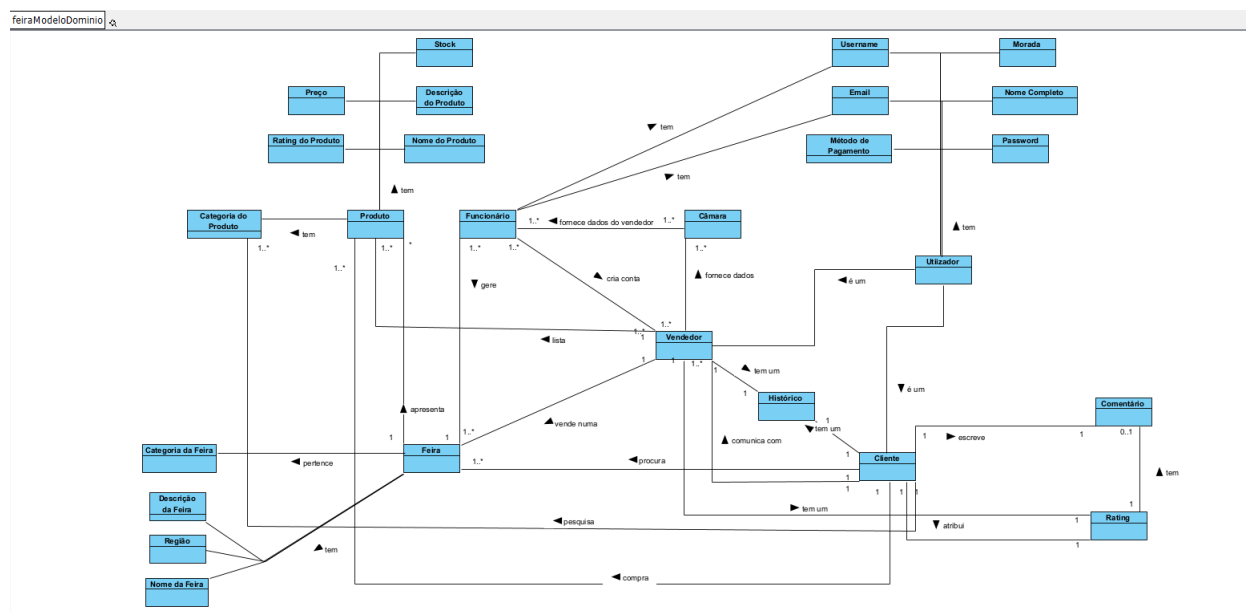 feiraModeloDominio
Stock
Username
Morada
Preço
Descrição
do Produto
Email
Nome Completo
tem
Rating do Produto
Nome do Produto
Método de
Pagamento
Password
tem
tem
Categoria do
Produto
Produto
Funcionário
1..*
fornece dados do vendedor
1..*
Câmara
tem
tem
1..*
1..*
*
1..*
1..*
1..*
1..*
Utilizador
cria conta
fornece dados
é um
gere
1..*
1..*
1
Vendedor
lista
1
1
1..*
1
tem um
Histórico
é um
Comentário
1
apresenta
vende numa
1
tem um
0..1
1
1
1..*
comunica com
1
escreve
1
Categoria da Feira
Feira
Cliente
pertence
1..*
procura
1
1
tem
Descrição
da Feira
1
1
1
1
tem um
Rating
pesquisa
atribui
1
Região
tem
1
Nome da Feira
compra